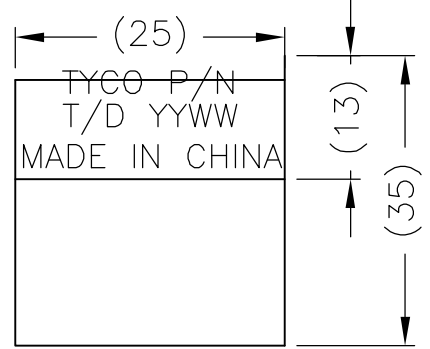 (25)
TYCO P/N
T/D YYWW
MADE IN CHINA
(13)
(35)